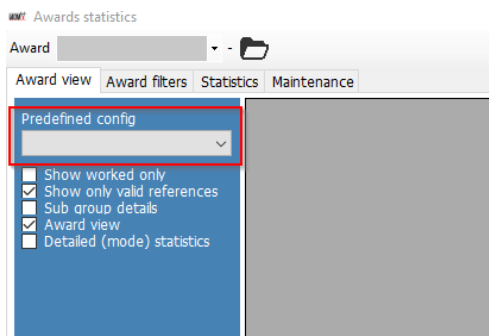 Awards statistics
Award
-
Award view Award filters Statistics Maintenance
Predefined config
Show worked only
Show only valid references
Sub group details
Award view
Detailed (mode) statistics